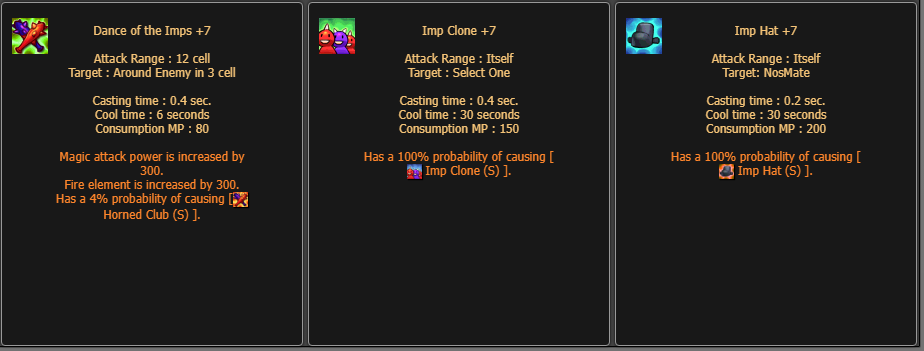 Dance of the Imps +7
Attack Range : 12 cell
Target : Around Enemy in 3 cell
Casting time : 0.4 sec.
Cool time : 6 seconds
Consumption MP : 80
Magic attack power is increased by
300.
Fire element is increased by 300.
Has a 4% probability of causing [
Horned Club (S) ].
Imp Clone +7
Attack Range : Itself
Target : Select One
Casting time : 0.4 sec.
Cool time : 30 seconds
Consumption MP : 150
Has a 100% probability of causing [
Imp Clone (S) ].
Imp Hat +7
Attack Range : Itself
Target: NosMate
Casting time : 0.2 sec.
Cool time : 30 seconds
Consumption MP : 200
Has a 100% probability of causing [
Imp Hat (S) ].